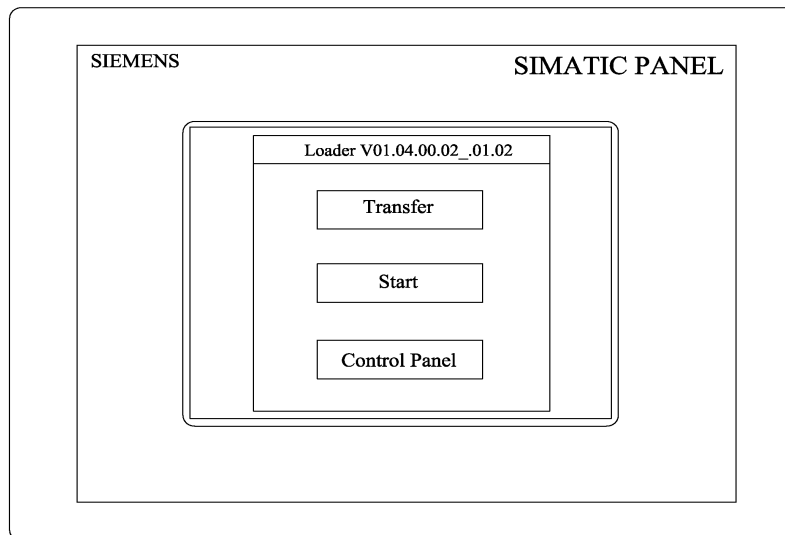 SIEMENS
SIMATIC PANEL
Loader V01.04.00.02_.01.02
Transfer
Start
Control Panel